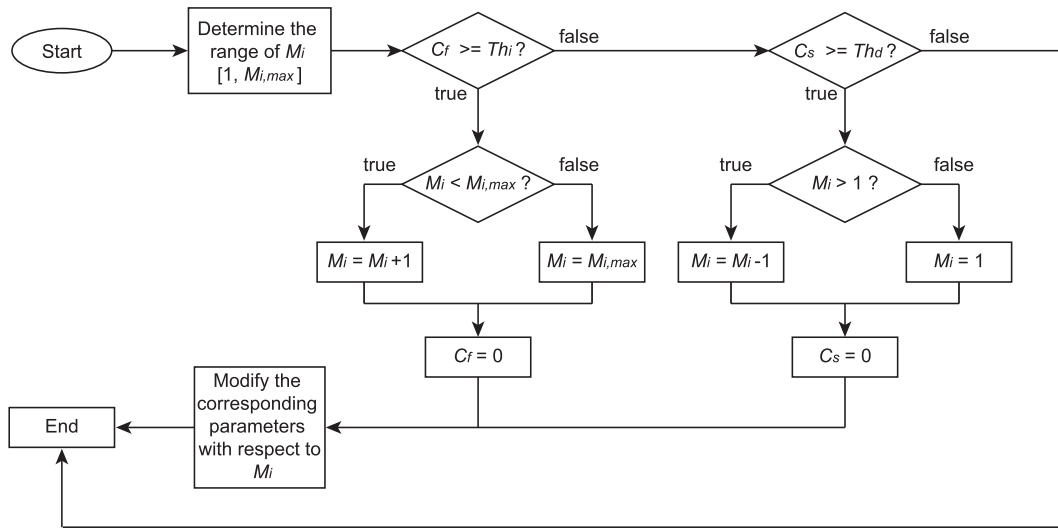 Start
Determine the
range of Mi
[1, Mi,max]
Cf >= Thi ?
false
Cs >= Thd ?
false
true
true
true
Mi < Mi,max ?
false
true
Mi > 1 ?
false
Mi = Mi +1
Mi = Mi,max
Mi = Mi -1
Mi = 1
Cf = 0
Cs = 0
Modify the
corresponding
parameters
with respect to
Mi
End